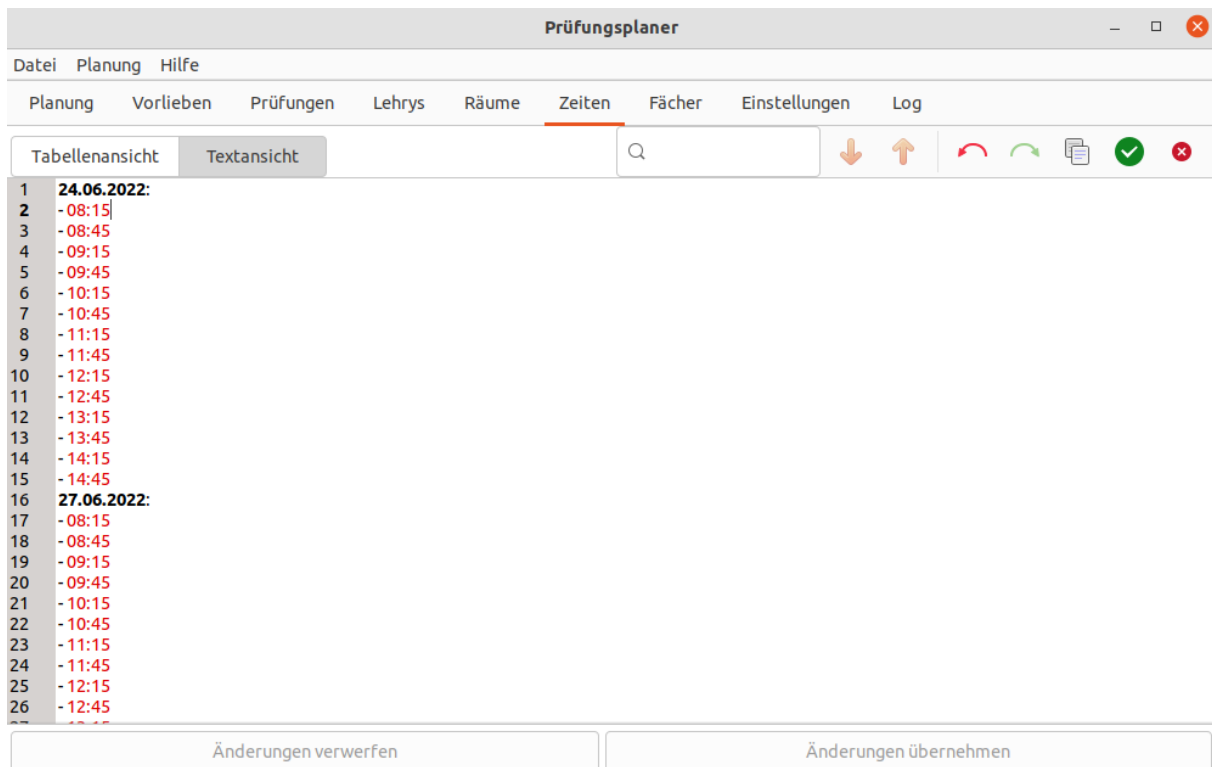 Prüfungsplaner
Datei Planung Hilfe
Planung Vorlieben Prüfungen Lehrys Räume Zeiten Fächer Einstellungen Log
Tabellenansicht Textansicht
1 24.06.2022:
2 - 08:15
3 - 08:45
4 - 09:15
5 - 09:45
6 - 10:15
7 - 10:45
8 - 11:15
9 - 11:45
10 - 12:15
11 - 12:45
12 - 13:15
13 - 13:45
14 - 14:15
15 - 14:45
16 27.06.2022:
17 - 08:15
18 - 08:45
19 - 09:15
20 - 09:45
21 - 10:15
22 - 10:45
23 - 11:15
24 - 11:45
25 - 12:15
26 - 12:45
Änderungen verwerfen Änderungen übernehmen